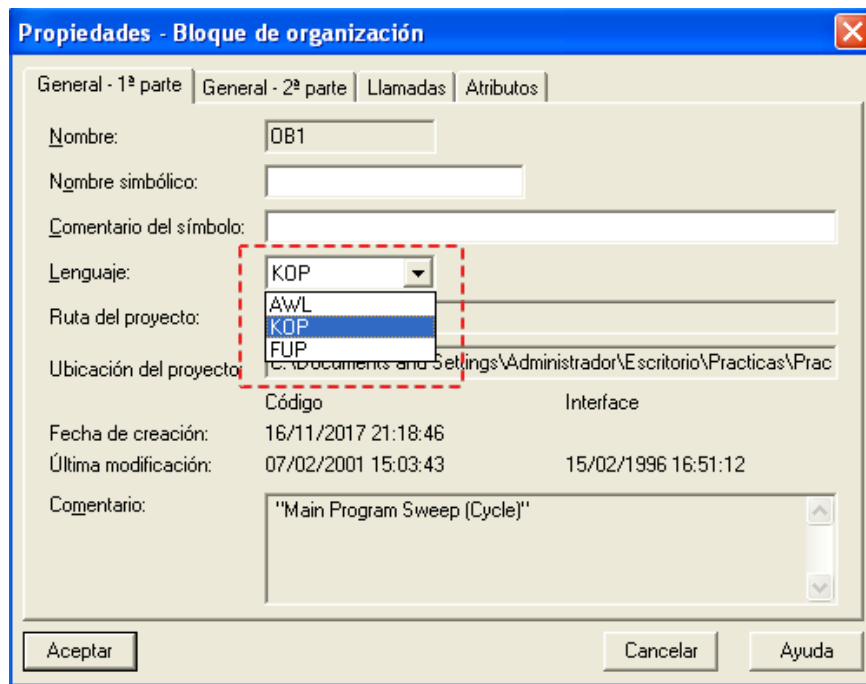 Propiedades - Bloque de organización
General - 1ª parte General - 2ª parte Llamadas Atributos
Nombre: OB1
Nombre simbólico:
Comentario del símbolo:
Lenguaje: KOP
AWL
Ruta del proyecto: KOP
FUP
Ubicación del proyecto: C:\Documents and Settings\Administrador\Escritorio\Practicas\Prac
Código Interface
Fecha de creación: 16/11/2017 21:18:46
Última modificación: 07/02/2001 15:03:43 15/02/1996 16:51:12
Comentario: "Main Program Sweep (Cycle)"
Aceptar Cancelar Ayuda